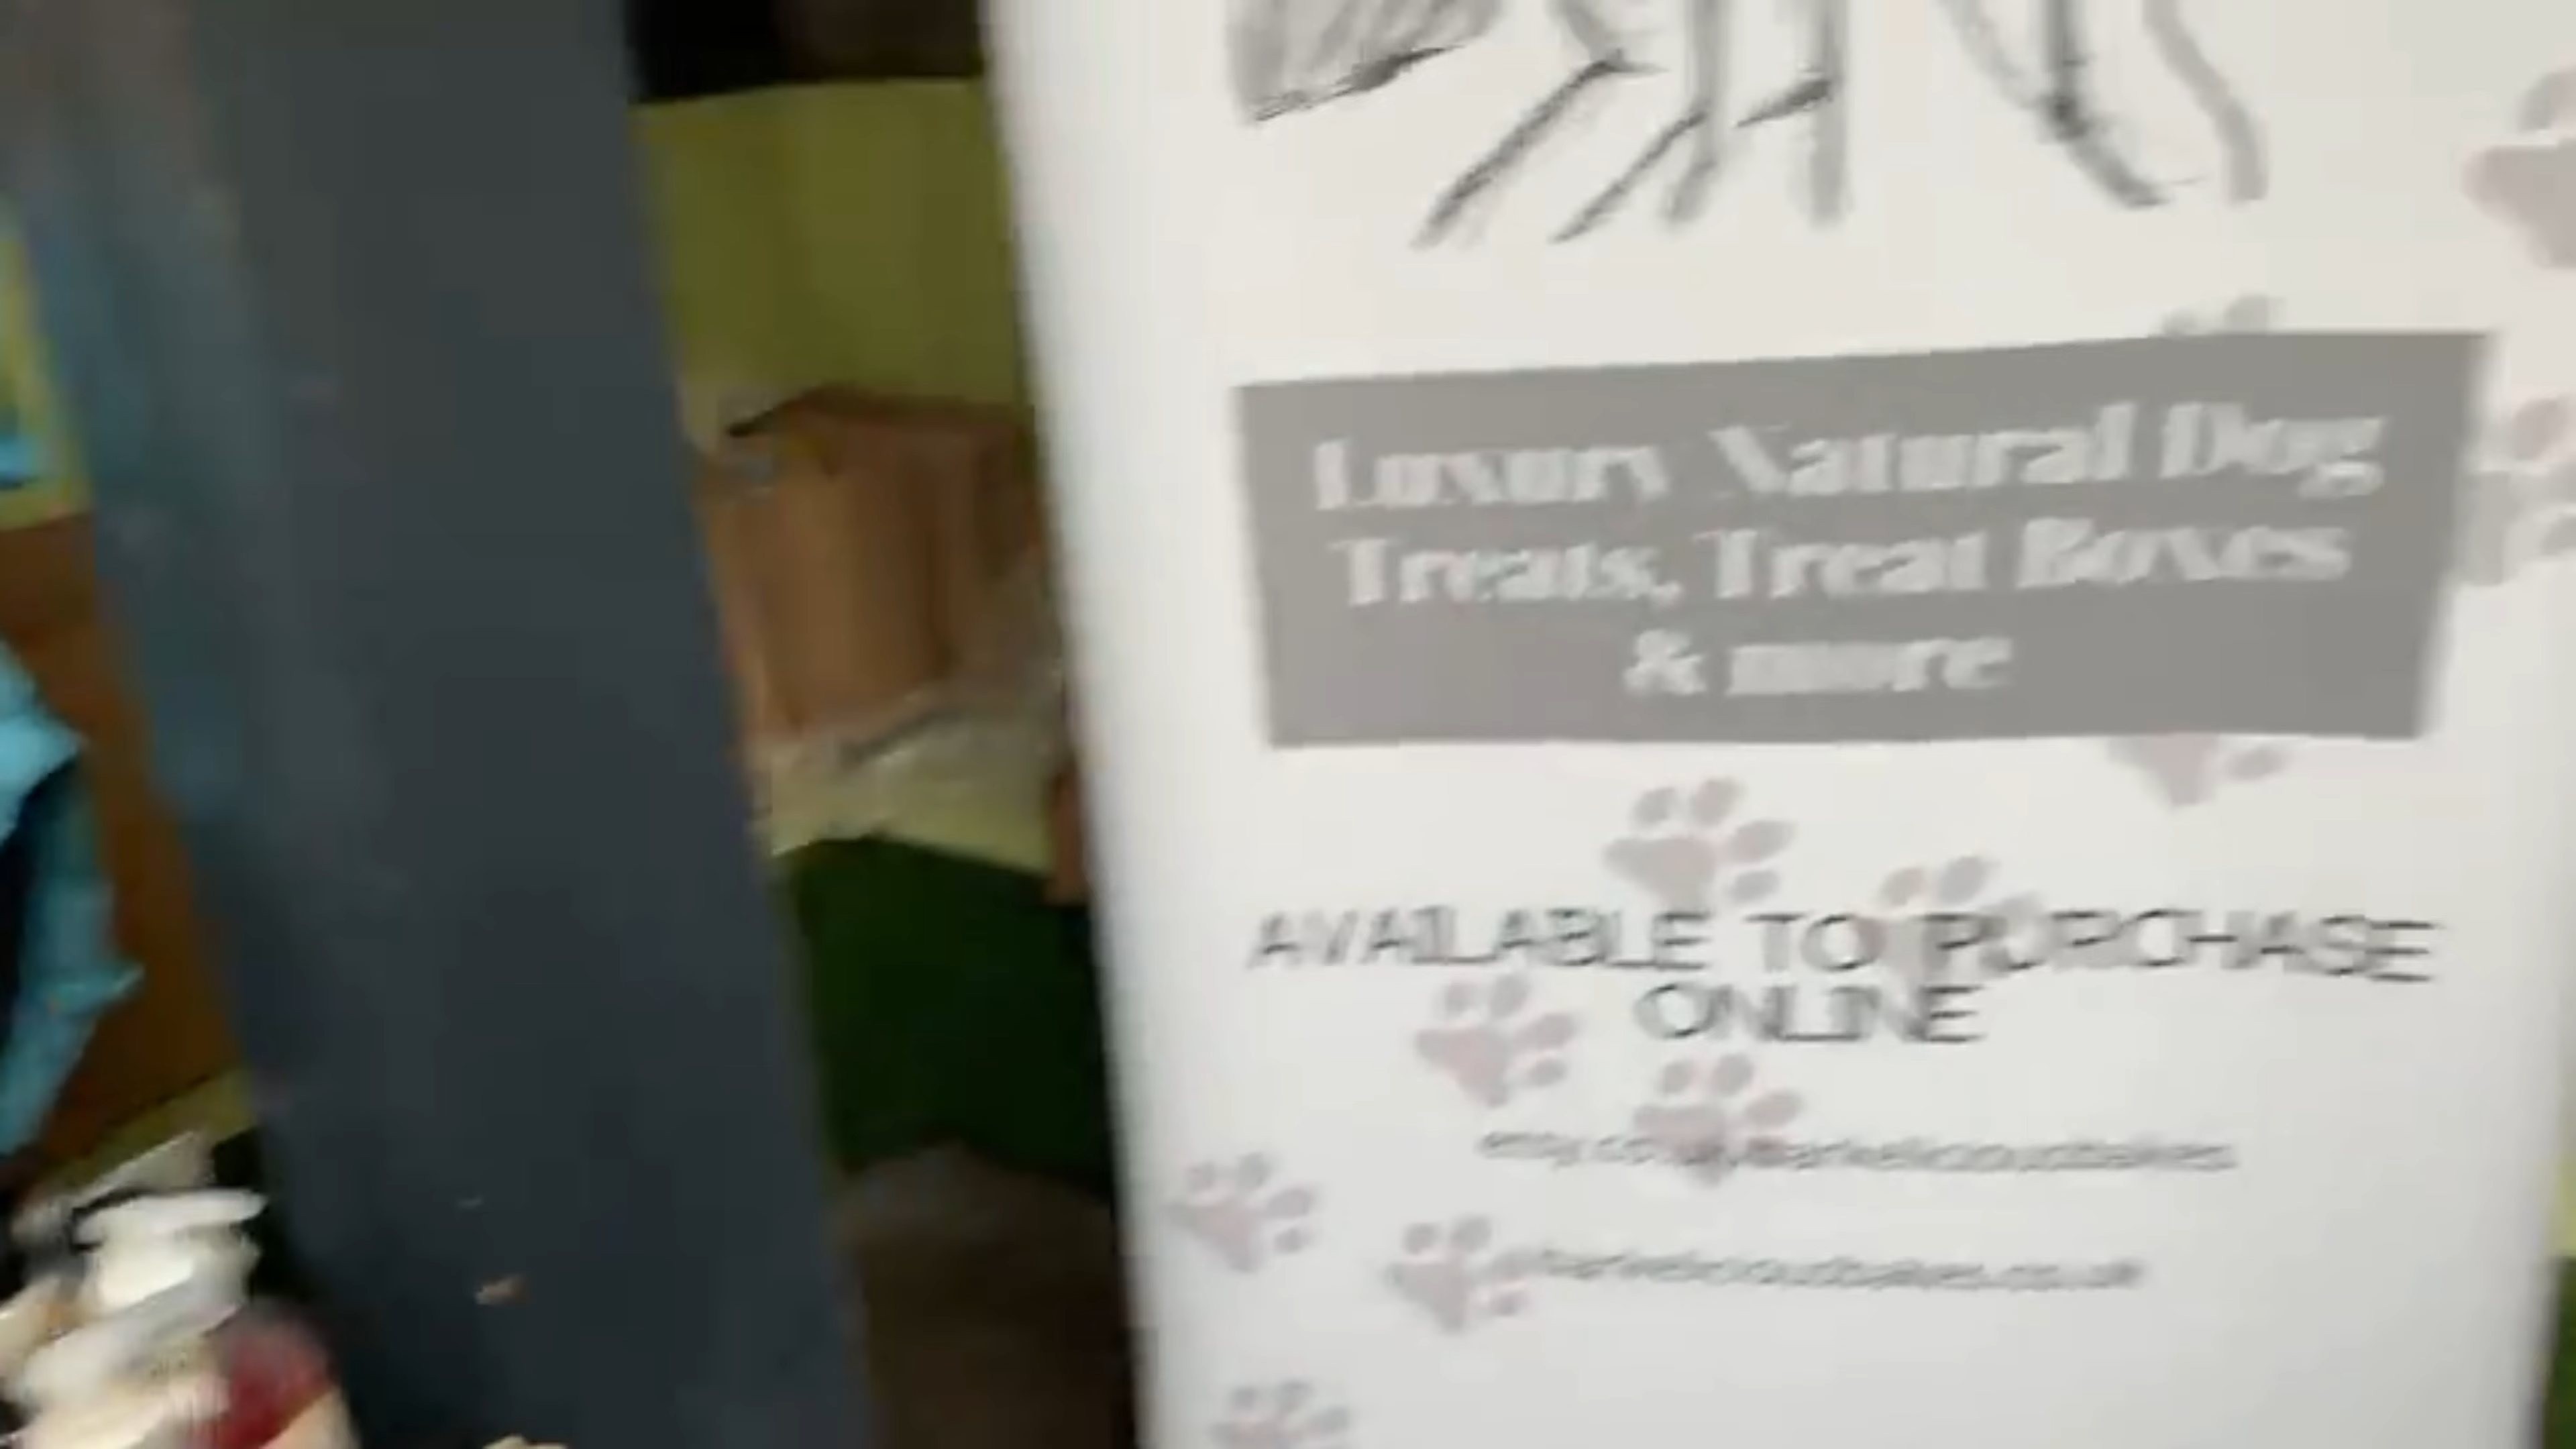 Luxury Natural Dog
Treats, Treat Boxes
& more
AVAILABLE TO PURCHASE
ONLINE